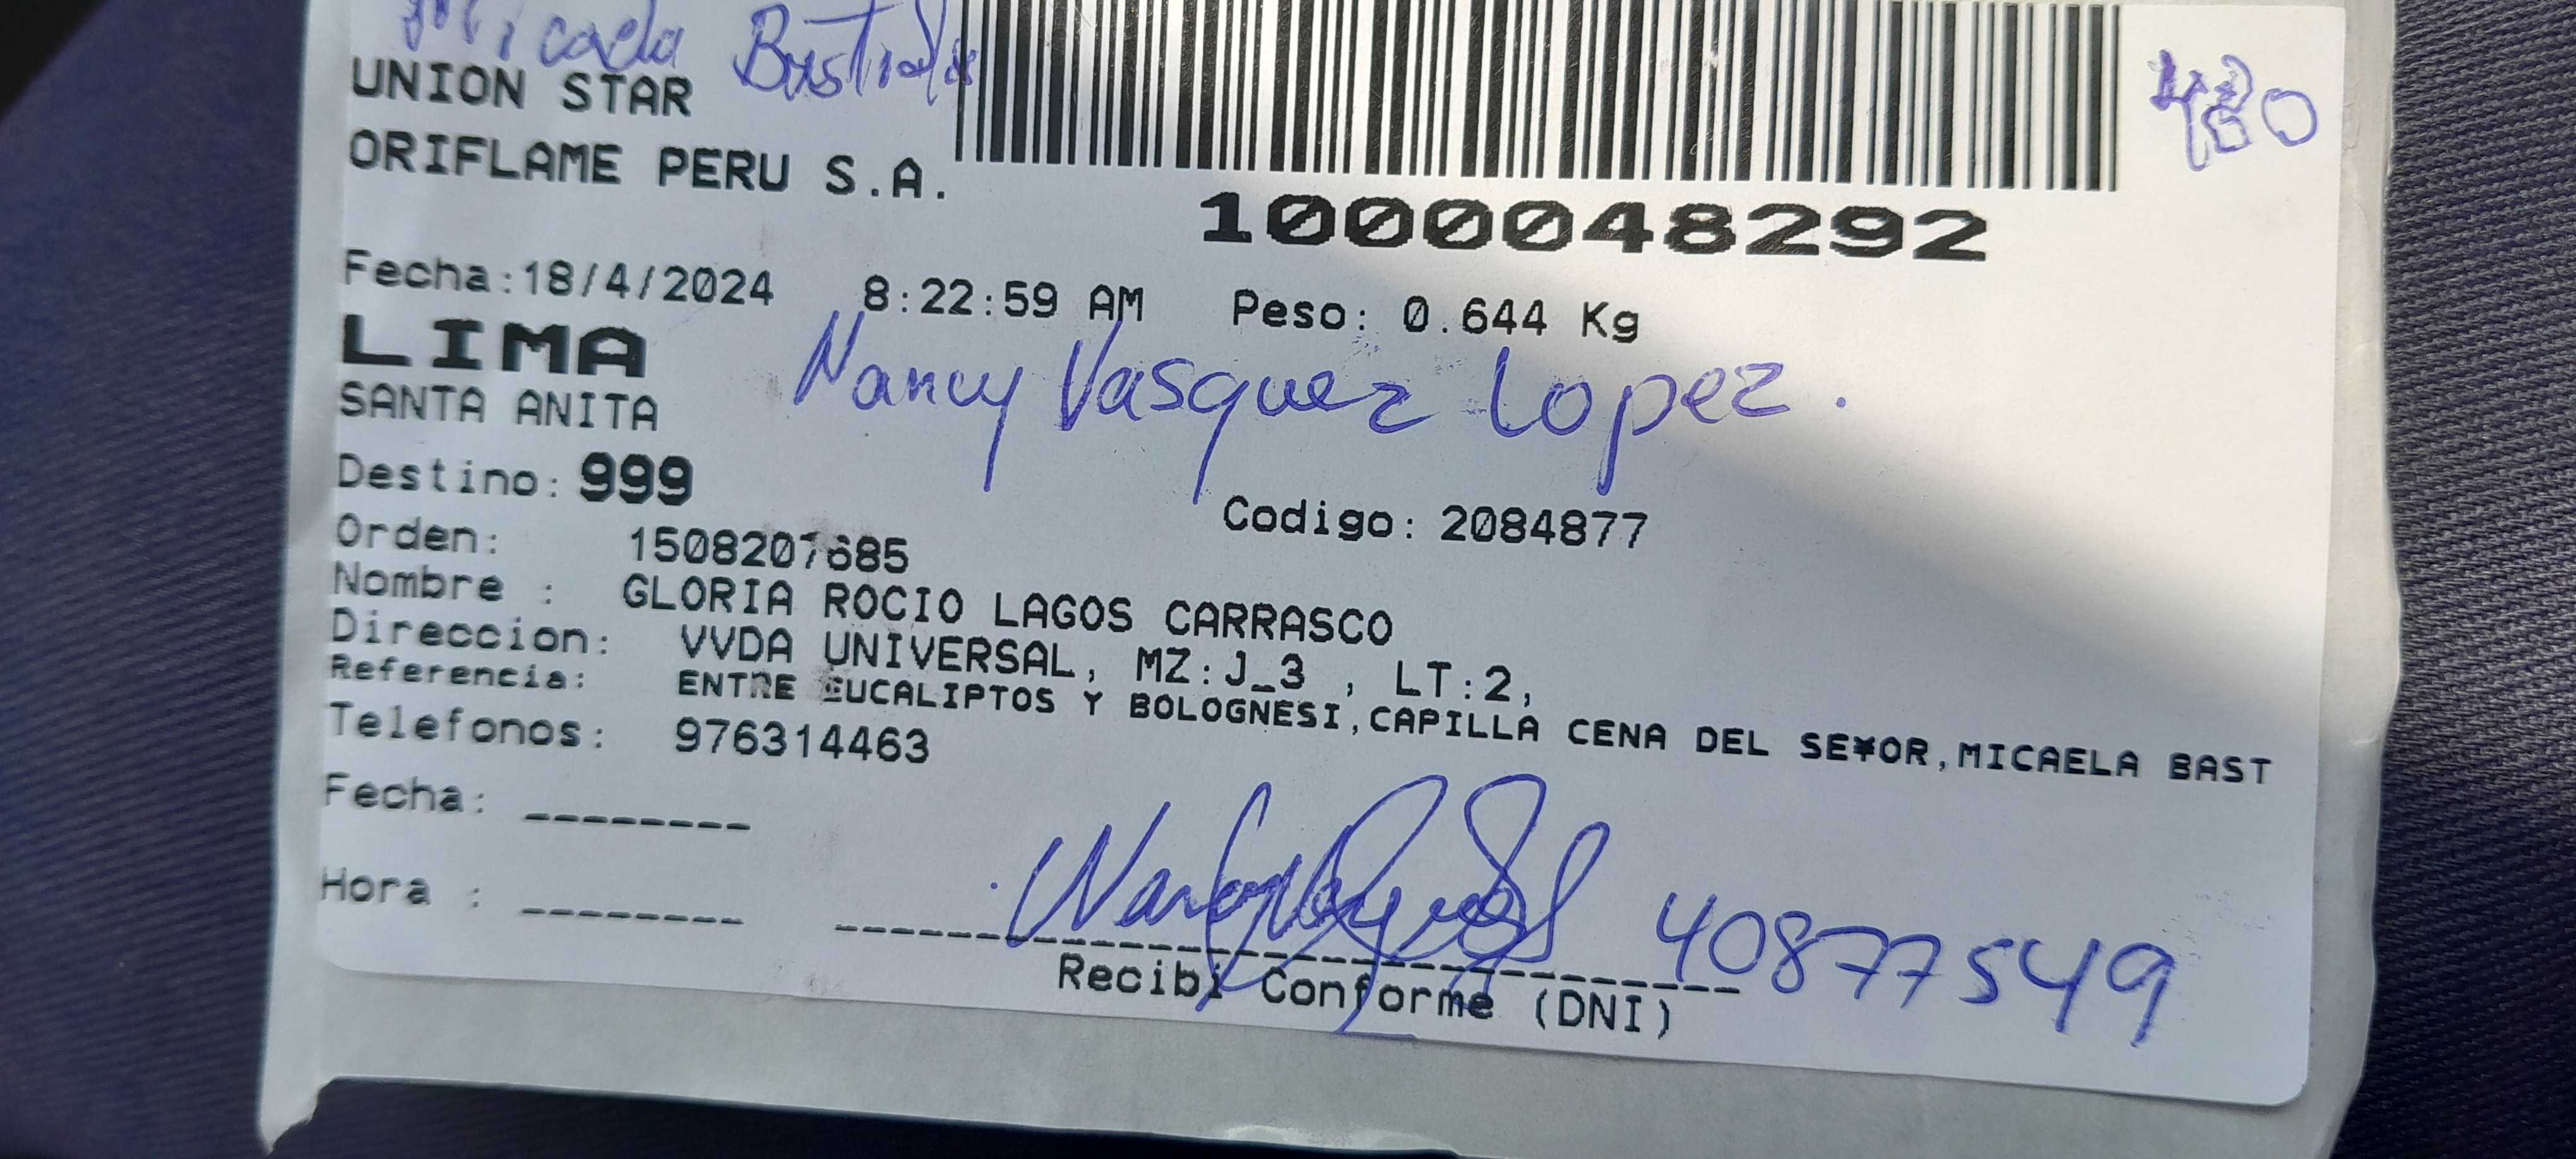 Micaela Bastidas
UNION STAR
ORIFLAME PERU S.A.
1000048292
Fecha:18/4/2024 8:22:59 AM Peso: 0.644 Kg
LIMA
Nancy Vasquez Lopez.
SANTA ANITA
Destino: 999
Codigo: 2084877
Orden: 1508207685
Nombre : GLORIA ROCIO LAGOS CARRASCO
Direccion: VVDA UNIVERSAL, MZ:J_3 , LT:2,
Referencia: ENTRE EUCALIPTOS Y BOLOGNESI,CAPILLA CENA DEL SE¥OR,MICAELA BAST
Telefonos: 976314463
Fecha: ________
Hora : ________
40877549
Recibi Conforme (DNI)